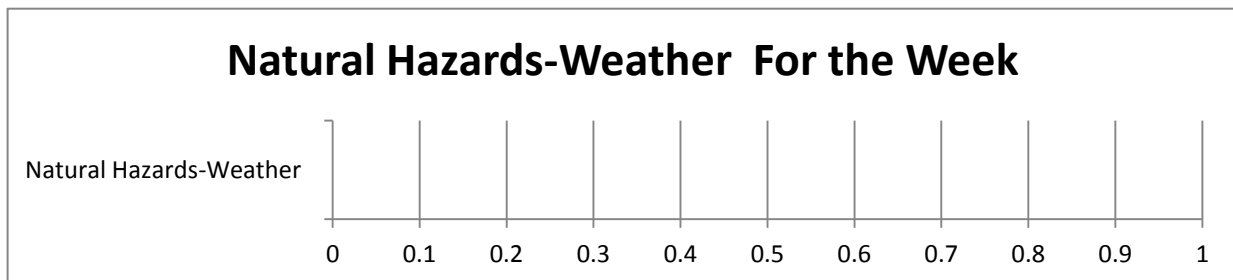 Natural Hazards-Weather  For the Week
Natural Hazards-Weather
0 0.1 0.2 0.3 0.4 0.5 0.6 0.7 0.8 0.9 1